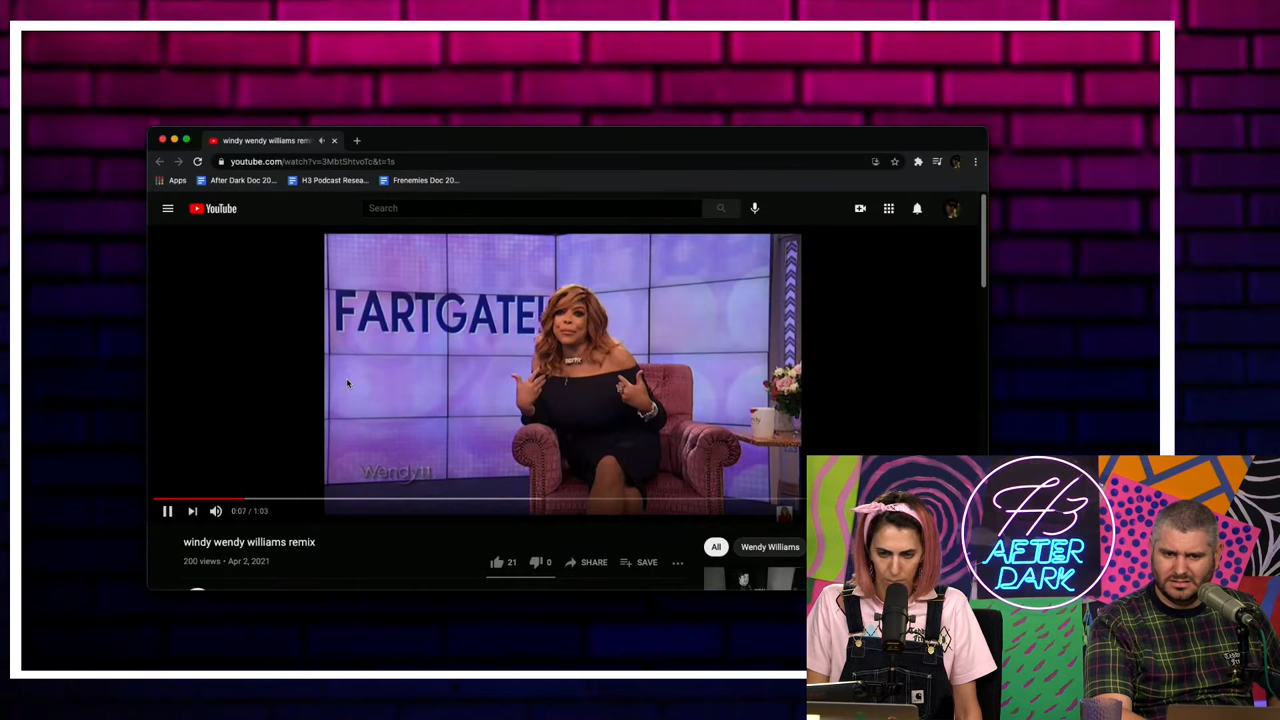 windy wendy williams rem
youtube.com/watch?v=3MbtShtvoTc&t=1s
Apps
After Dark Doc 20...
H3 Podcast Resea...
Frenemies Doc 20...
YouTube
Search
FARTGATE!
Wendy11
0:07 / 1:03
windy wendy williams remix
200 views • Apr 2, 2021
21
0
SHARE
SAVE
All
Wendy Williams
H3
AFTER
DARK